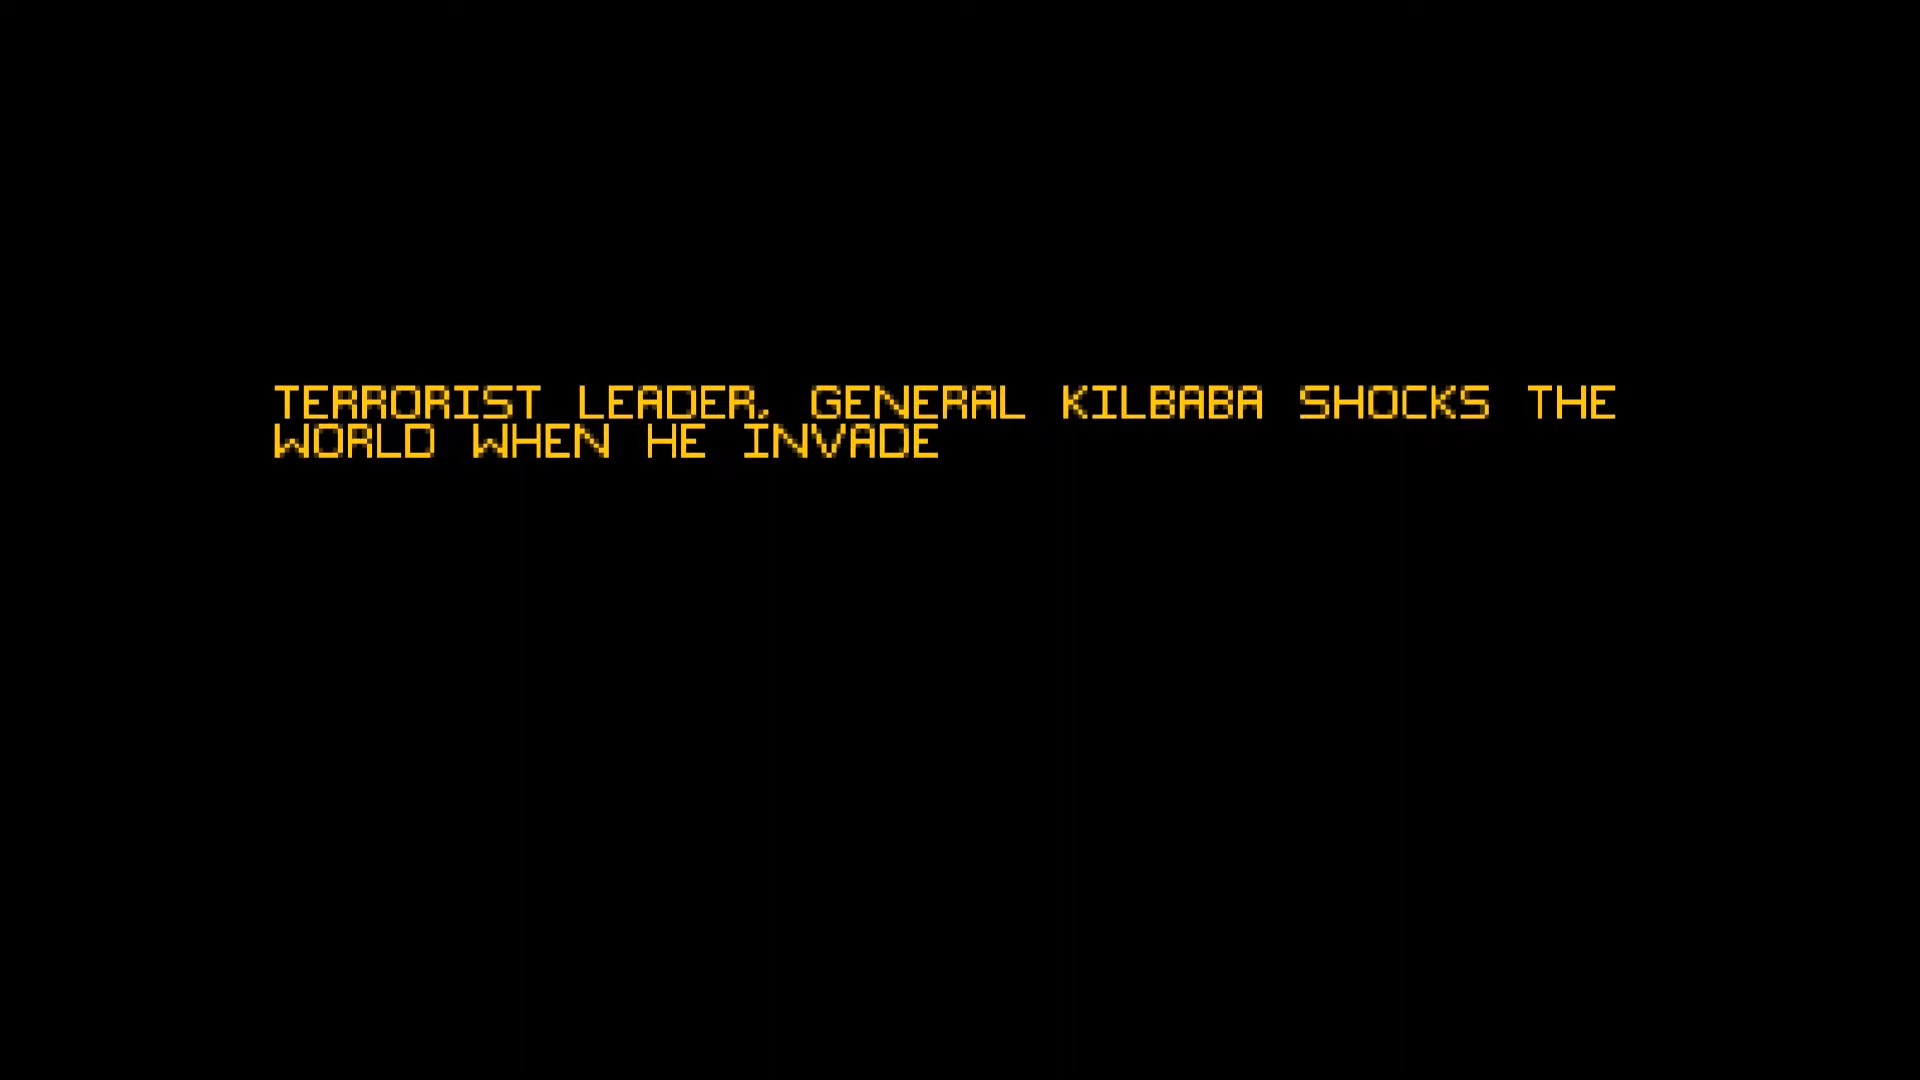 TERRORIST LEADER, GENERAL KILBABA SHOCKS THE
WORLD WHEN HE INVADE